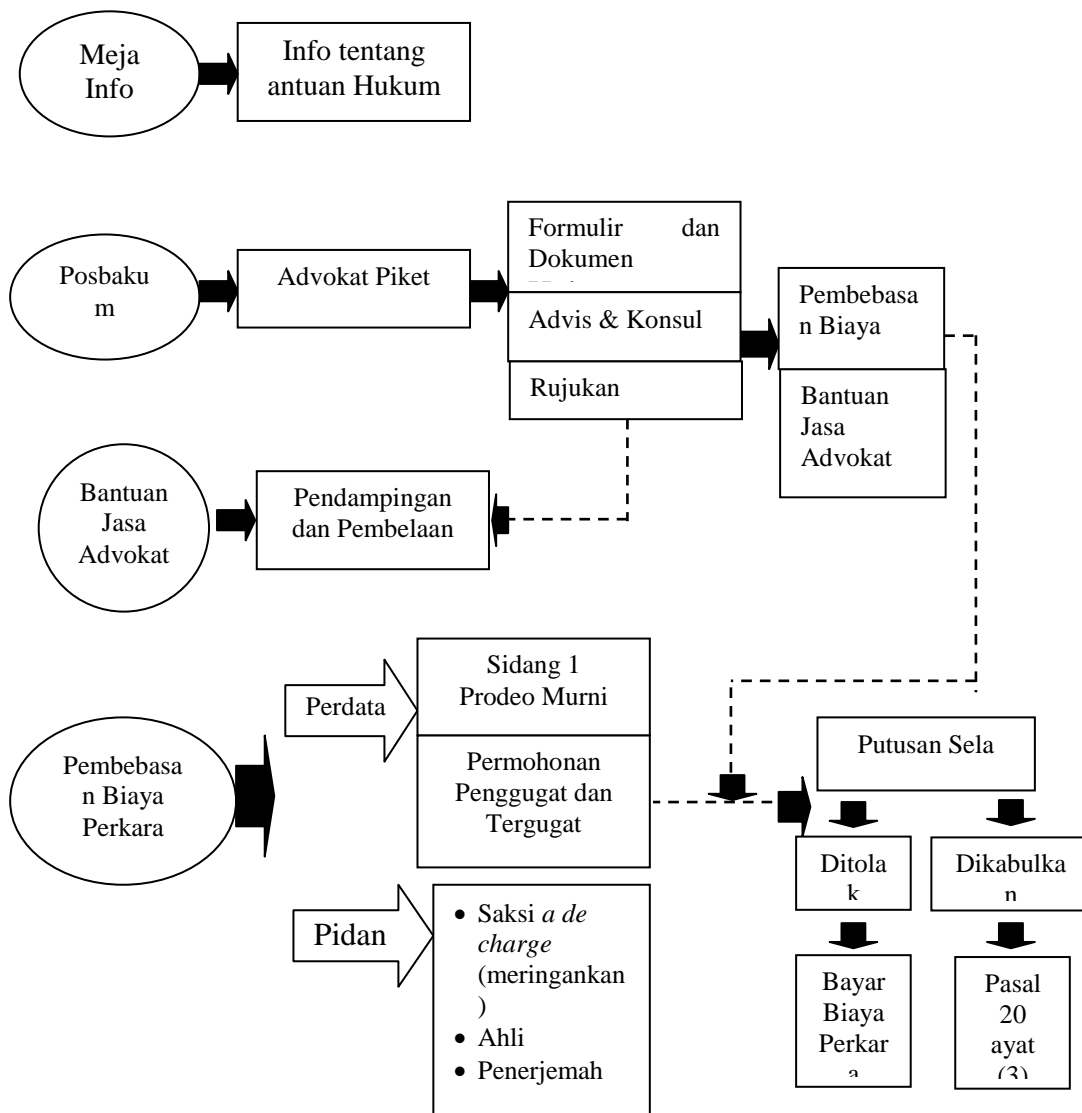 Meja
Info
Info tentang
antuan Hukum
Posbaku
m
Advokat Piket
Formulir dan
Dokumen
Advis & Konsul
Rujukan
Pembebasa
n Biaya
Bantuan
Jasa
Advokat
Bantuan
Jasa
Advokat
Pendampingan
dan Pembelaan
Pembebasa
n Biaya
Perkara
Perdata
Sidang 1
Prodeo Murni
Permohonan
Penggugat dan
Tergugat
Pidan
• Saksi a de
charge
(meringankan
)
• Ahli
• Penerjemah
Putusan Sela
Ditola
k
Dikabulka
n
Bayar
Biaya
Perkar
a
Pasal
20
ayat
(3)